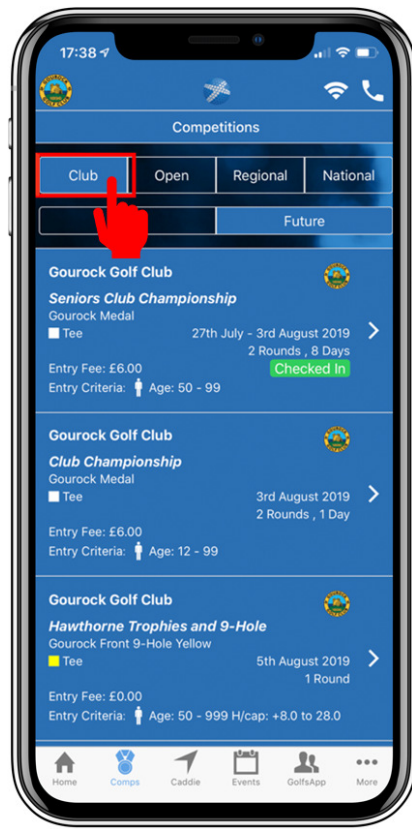 17:38
Competitions
Club Open Regional National
Future
Gourock Golf Club
Seniors Club Championship
Gourock Medal
Tee 27th July - 3rd August 2019
2 Rounds , 8 Days
Entry Fee: £6.00 Checked In
Entry Criteria: Age: 50 - 99
Gourock Golf Club
Club Championship
Gourock Medal
Tee 3rd August 2019
2 Rounds , 1 Day
Entry Fee: £6.00
Entry Criteria: Age: 12 - 99
Gourock Golf Club
Hawthorne Trophies and 9-Hole
Gourock Front 9-Hole Yellow
Tee 5th August 2019
1 Round
Entry Fee: £0.00
Entry Criteria: Age: 50 - 999 H/cap: +8.0 to 28.0
Home Comps Caddie Events GolfsApp More